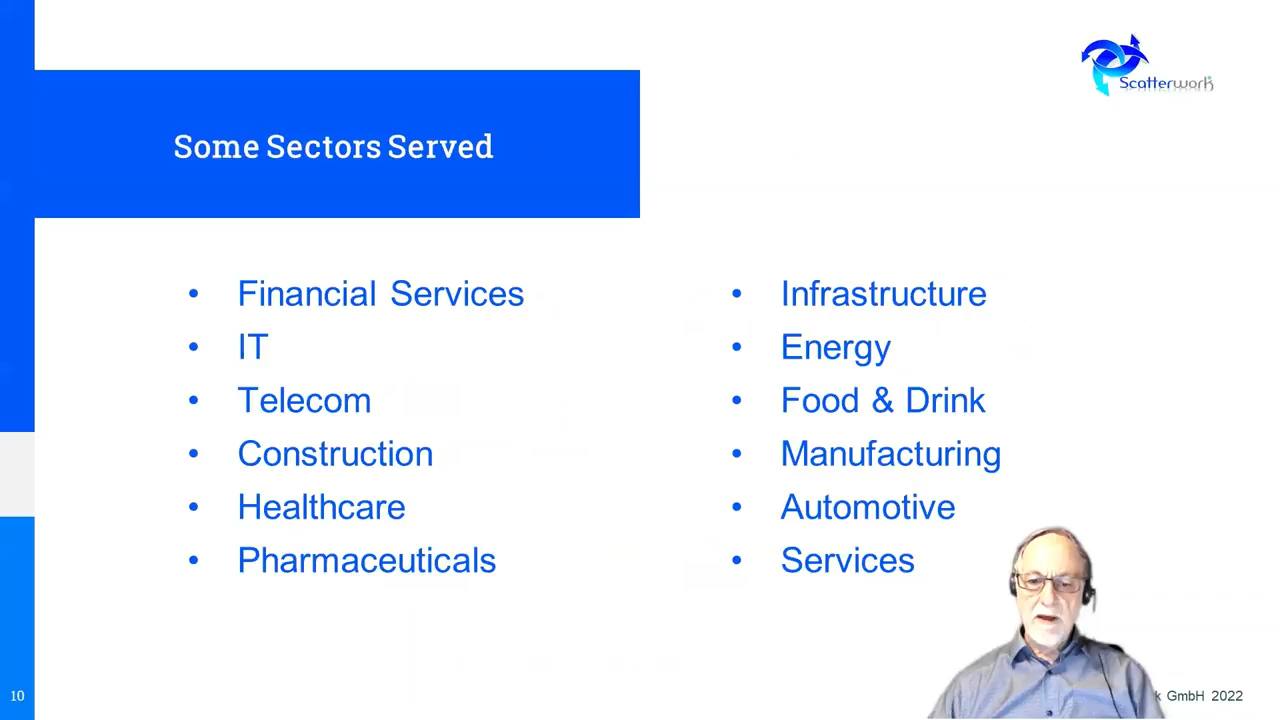 Scatterwork
Some Sectors Served
• Financial Services
• IT
• Telecom
• Construction
• Healthcare
• Pharmaceuticals
• Infrastructure
• Energy
• Food & Drink
• Manufacturing
• Automotive
• Services
10
k GmbH 2022